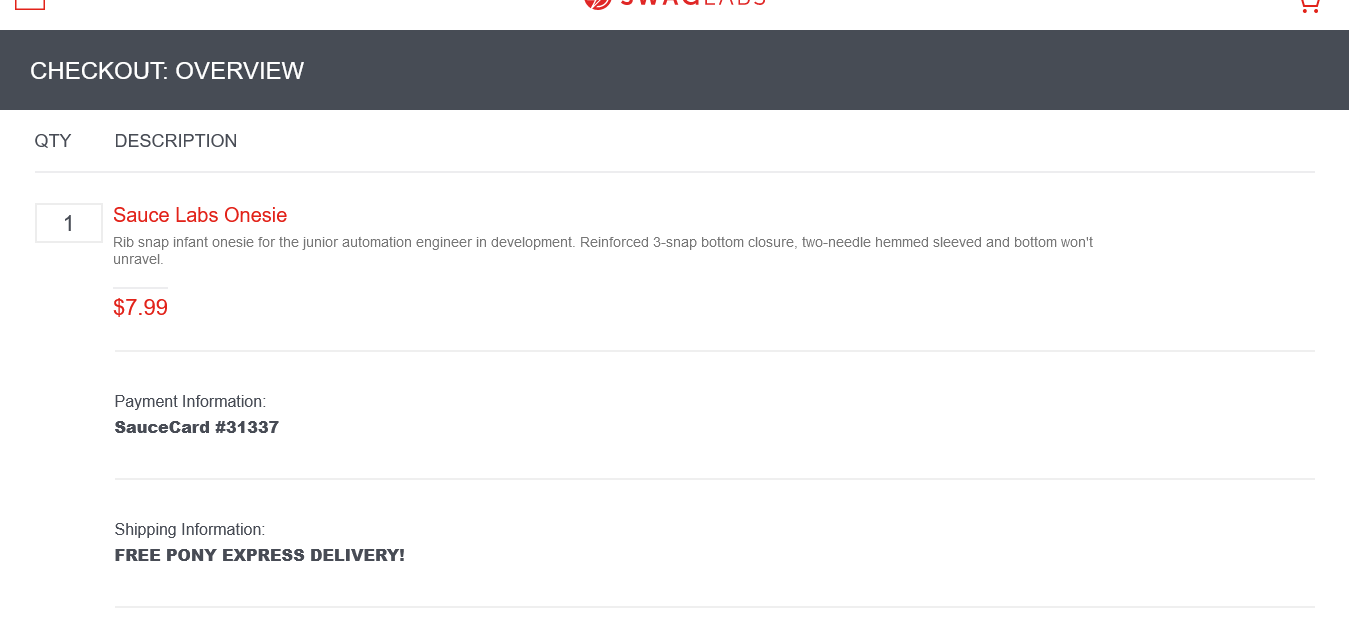 SWAGLABS
CHECKOUT: OVERVIEW
QTY DESCRIPTION
1 Sauce Labs Onesie
Rib snap infant onesie for the junior automation engineer in development. Reinforced 3-snap bottom closure, two-needle hemmed sleeved and bottom won't
unravel.
$7.99
Payment Information:
SauceCard #31337
Shipping Information:
FREE PONY EXPRESS DELIVERY!